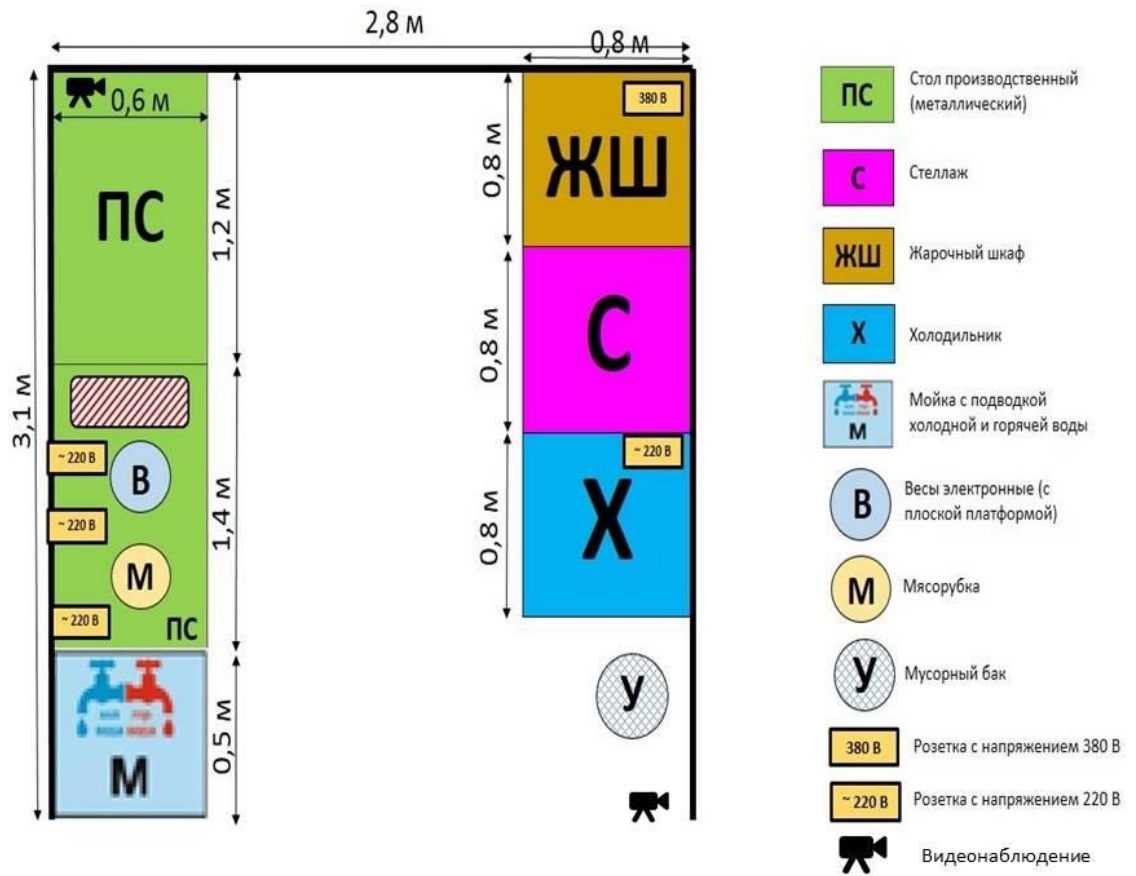 2,8 м
0,8 м
0,6 м
ПС
1,2 м
3,1 м
~ 220 В
В
~ 220 В
М
~ 220 В
ПС
1,4 м
М
0,5 м
380 В
ЖШ
0,8 м
С
0,8 м
~ 220 В
Х
0,8 м
У
ПС
Стол производственный
(металлический)
С
Стеллаж
ЖШ
Жарочный шкаф
Х
Холодильник
М
Мойка с подводкой
холодной и горячей воды
В
Весы электронные (с
плоской платформой)
М
Мясорубка
У
Мусорный бак
380 В
Розетка с напряжением 380 В
~ 220 В
Розетка с напряжением 220 В
Видеонаблюдение